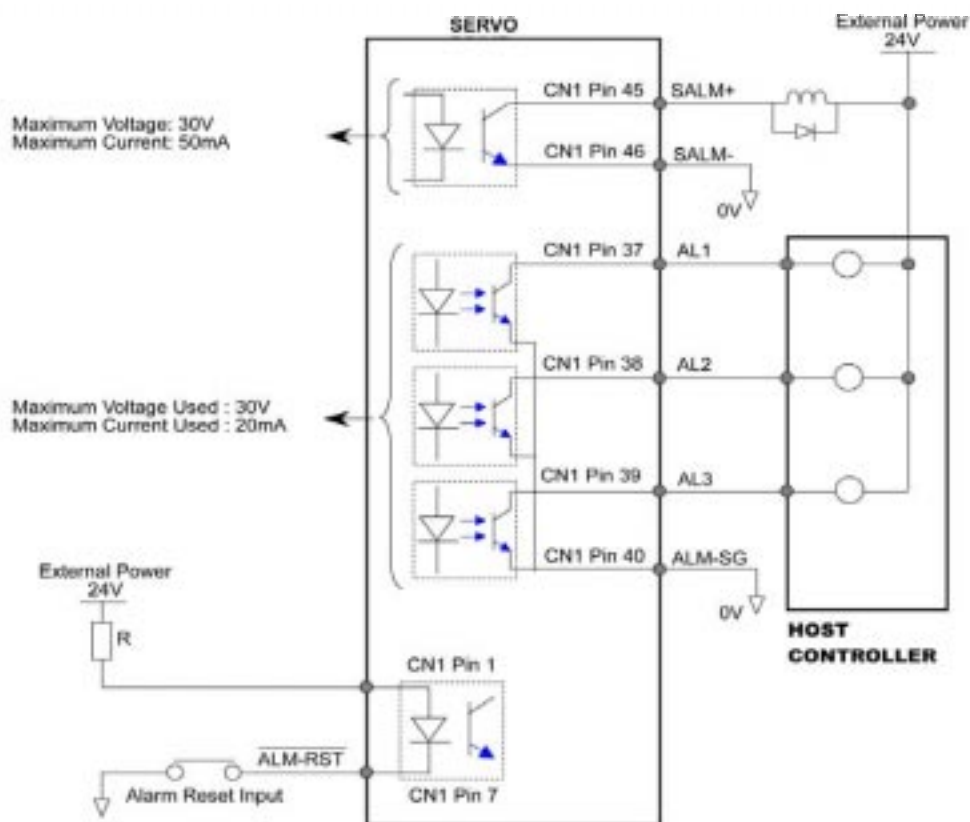 SERVO
External Power
24V
CN1 Pin 45
SALM+
Maximum Voltage: 30V
Maximum Current: 50mA
CN1 Pin 46
SALM-
0V
CN1 Pin 37
AL1
CN1 Pin 38
AL2
Maximum Voltage Used : 30V
Maximum Current Used : 20mA
CN1 Pin 39
AL3
CN1 Pin 40
ALM-SG
0V
External Power
24V
R
HOST
CONTROLLER
CN1 Pin 1
ALM-RST
Alarm Reset Input
CN1 Pin 7